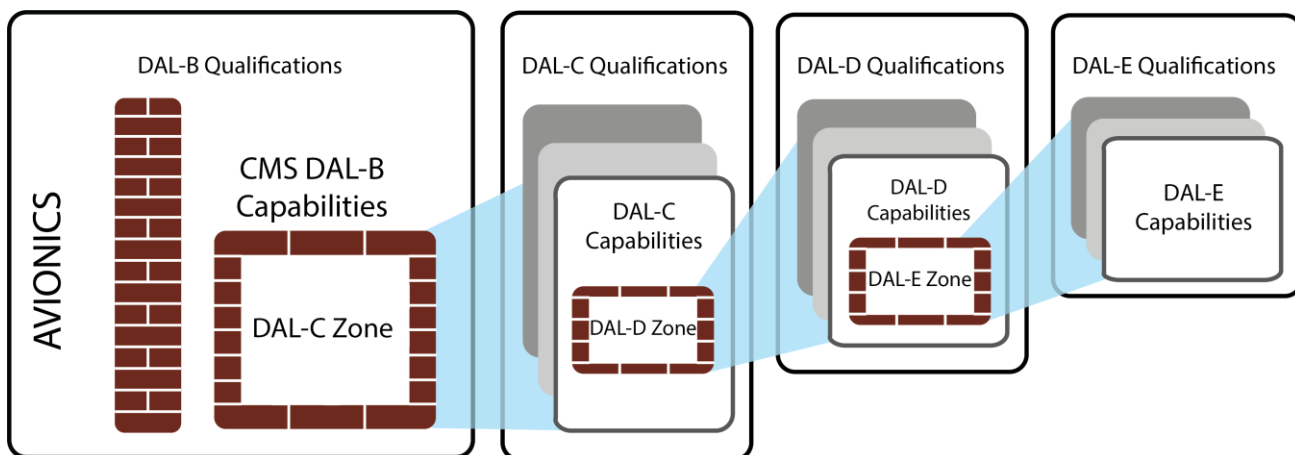 DAL-B Qualifications
AVIONICS
CMS DAL-B
Capabilities
DAL-C Zone
DAL-C Qualifications
DAL-C
Capabilities
DAL-D Zone
DAL-D Qualifications
DAL-D
Capabilities
DAL-E Zone
DAL-E Qualifications
DAL-E
Capabilities